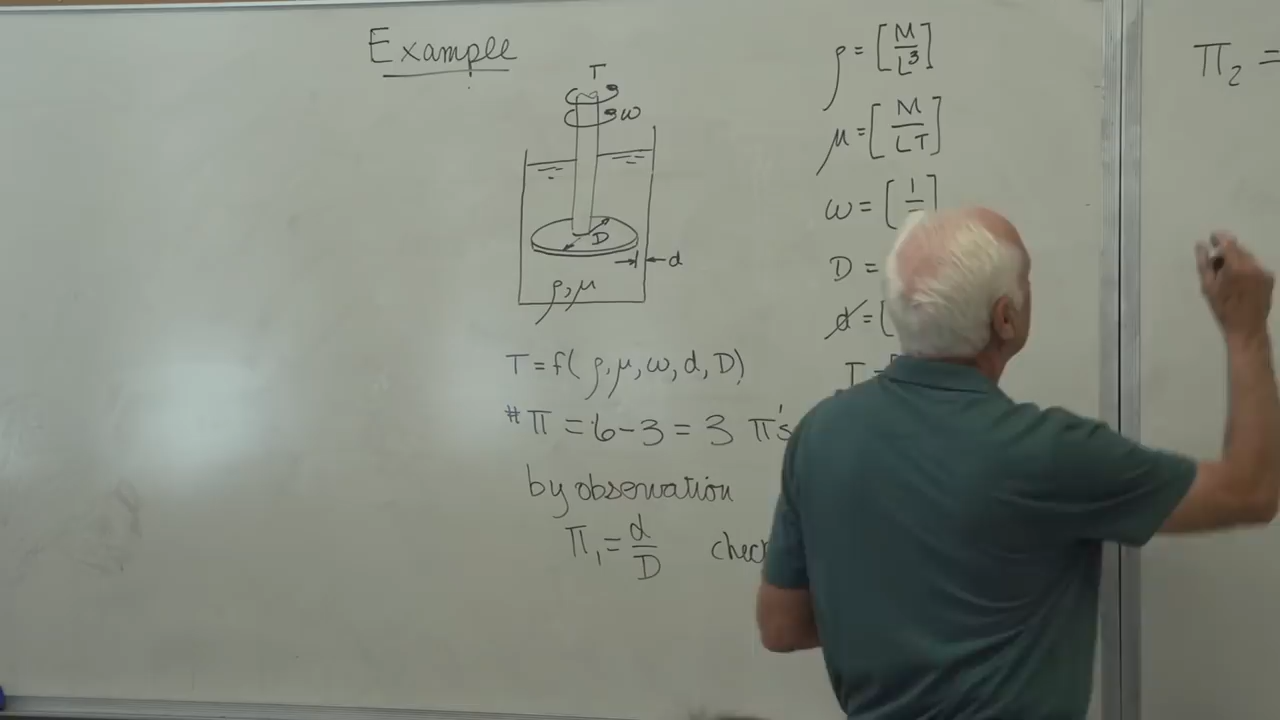 Example
T
ω
D
d
ρ, μ
T = f( ρ, μ, ω, d, D)
# π = 6 - 3 = 3 π's
by observation
π₁ = d/D
ρ = [M/L³]
μ = [M/LT]
ω = [1/
D =
d = [
T = [
Π₂ =